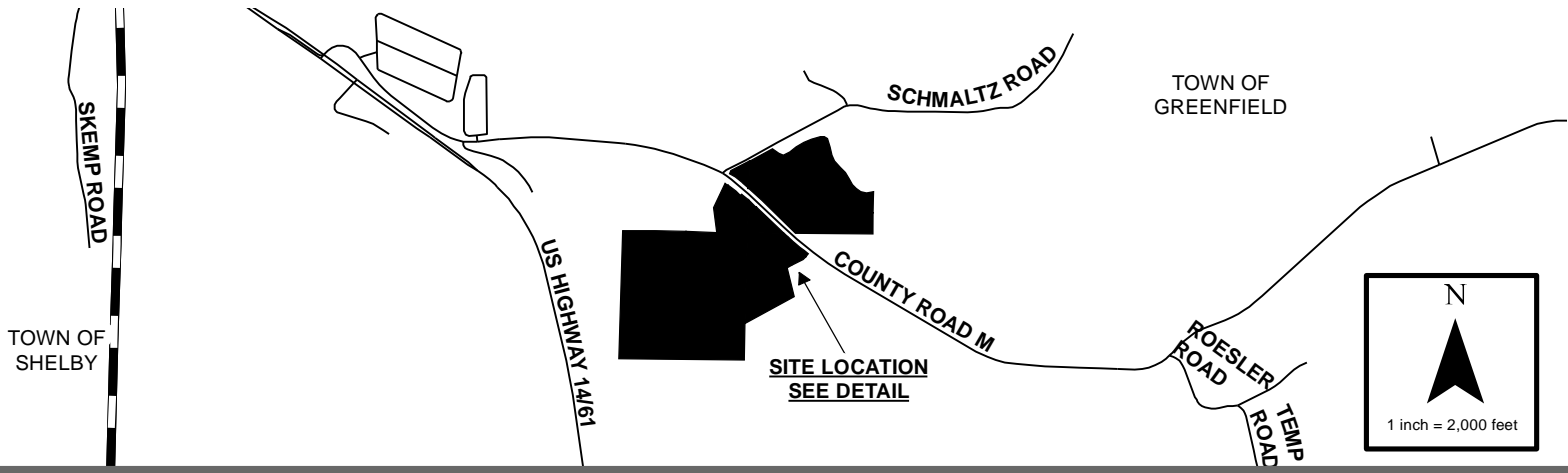 SKEMP ROAD
TOWN OF
SHELBY
US HIGHWAY 14/61
SCHMALTZ ROAD
TOWN OF
GREENFIELD
COUNTY ROAD M
SITE LOCATION
SEE DETAIL
ROESLER
ROAD
TEMP
ROAD
N
1 inch = 2,000 feet